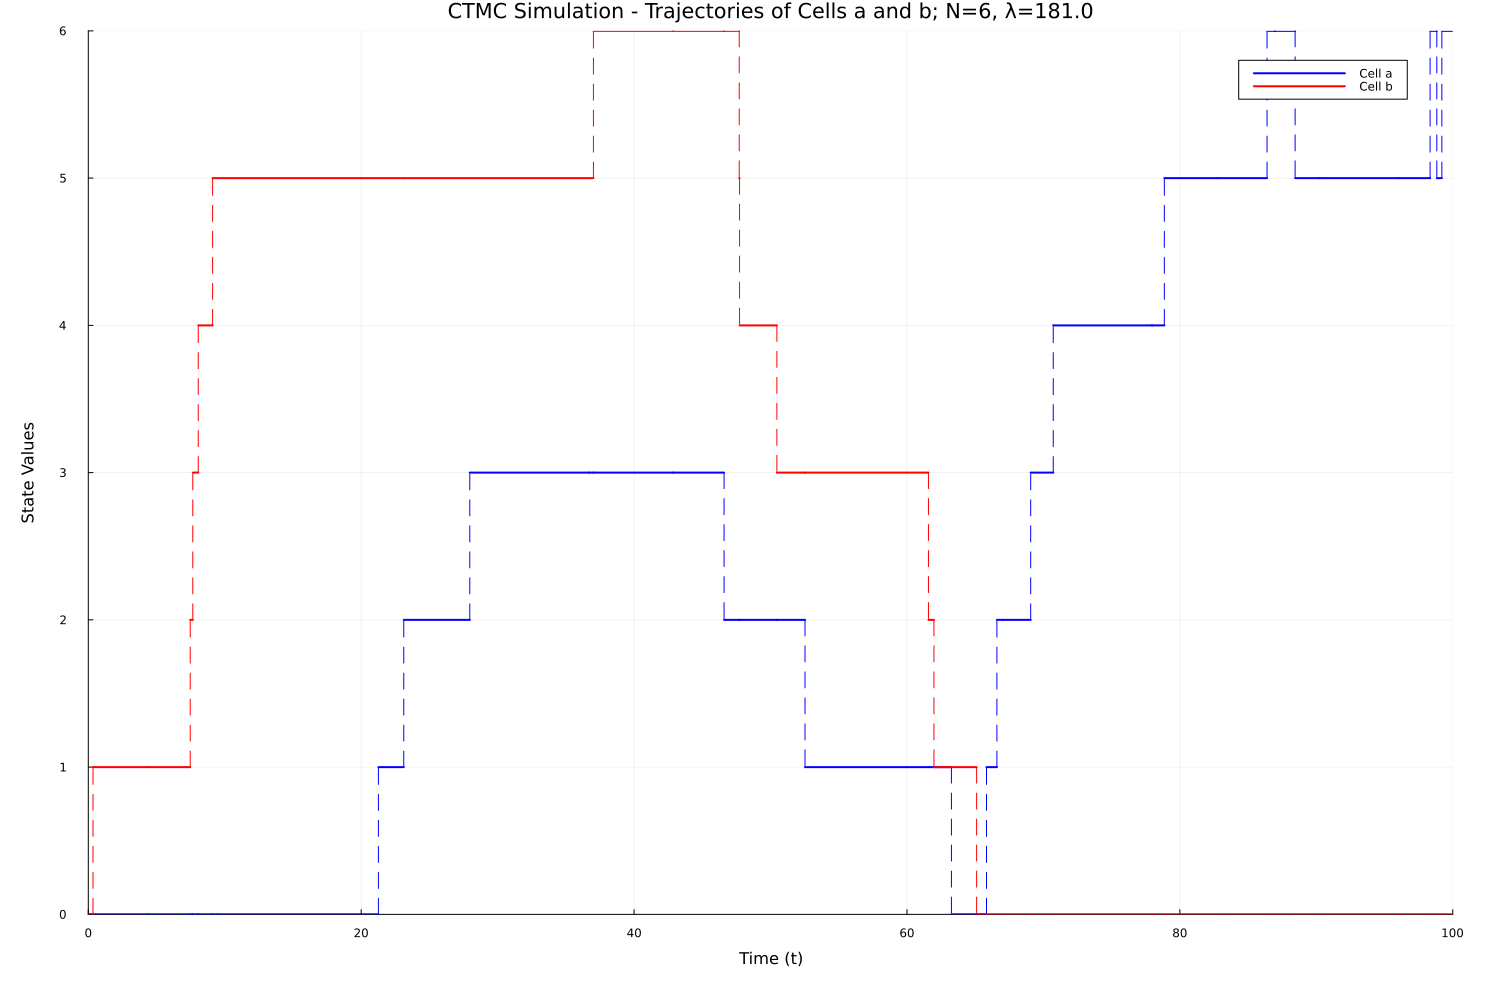 CTMC Simulation - Trajectories of Cells a and b; N=6, λ=181.0
6
Cell a
Cell b
5
4
State Values
3
2
1
0
0 20 40 60 80 100
Time (t)